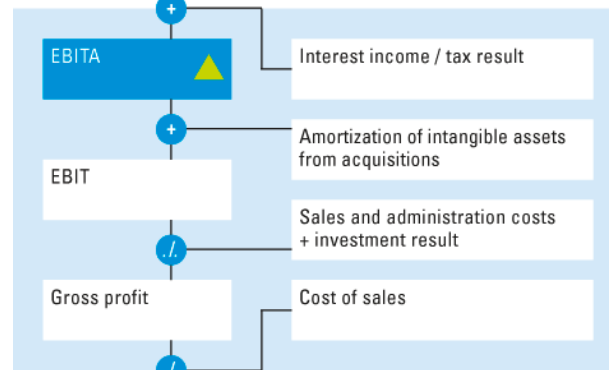 +
EBITA
Interest income / tax result
+
Amortization of intangible assets
from acquisitions
EBIT
Sales and administration costs
+ investment result
./.
Gross profit
Cost of sales